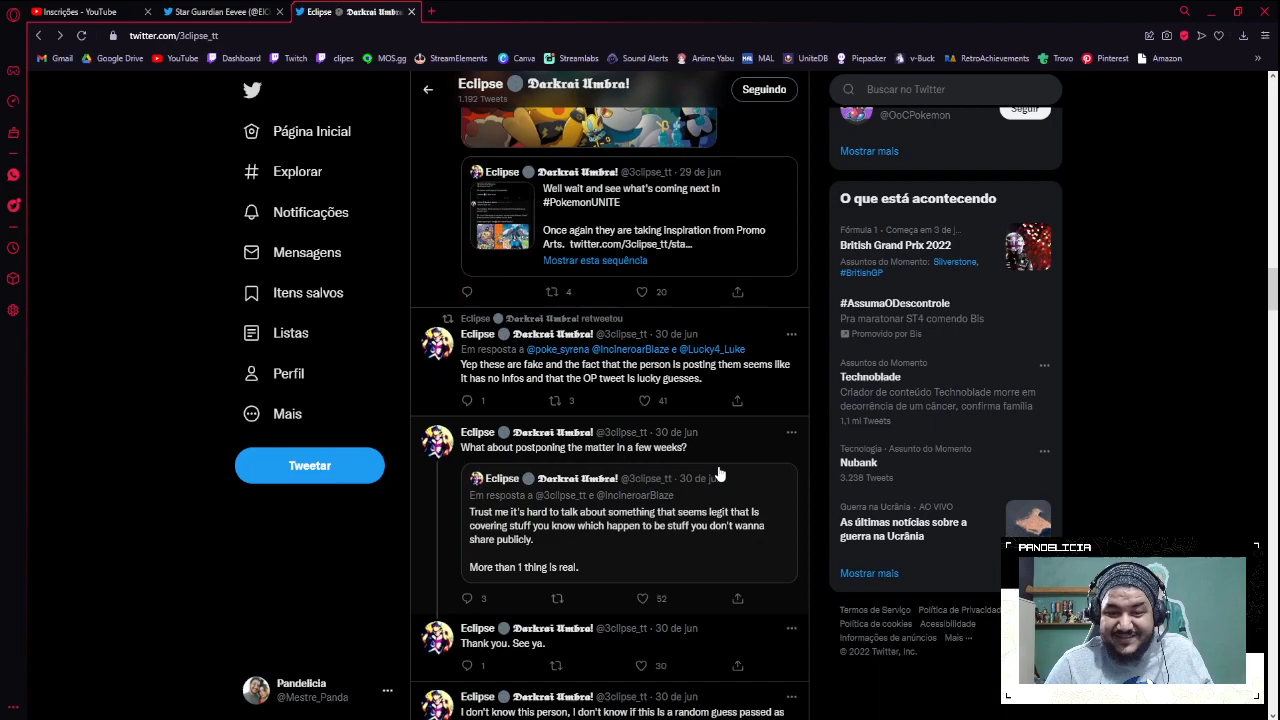 Inscrições - YouTube
Star Guardian Eevee (@ElC
Eclipse 🌑 𝕯𝖆𝖗𝖐𝖗𝖆𝖎 𝖀𝖒𝖇
twitter.com/3clipse_tt
Gmail
Google Drive
YouTube
Dashboard
Twitch
clipes
MOS.gg
StreamElements
Canva
Streamlabs
Sound Alerts
Anime Yabu
MAL
UniteDB
Piepacker
v-Buck
RetroAchievements
Trovo
Pinterest
Amazon
Página Inicial
Explorar
Notificações
Mensagens
Itens salvos
Listas
Perfil
Mais
Tweetar
Pandelicia
@Mestre_Panda
Eclipse 🌑 𝕯𝖆𝖗𝖐𝖗𝖆𝖎 𝖀𝖒𝖇𝖗𝖆!
1.192 Tweets
Seguindo
Eclipse 🌑 𝕯𝖆𝖗𝖐𝖗𝖆𝖎 𝖀𝖒𝖇𝖗𝖆! @3clipse_tt · 29 de jun
Well wait and see what's coming next in
#PokemonUNITE
Once again they are taking inspiration from Promo
Arts. twitter.com/3clipse_tt/sta...
Mostrar esta sequência
4 20
Eclipse 🌑 𝕯𝖆𝖗𝖐𝖗𝖆𝖎 𝖀𝖒𝖇𝖗𝖆! retweetou
Eclipse 🌑 𝕯𝖆𝖗𝖐𝖗𝖆𝖎 𝖀𝖒𝖇𝖗𝖆! @3clipse_tt · 30 de jun
Em resposta a @poke_syrena @IncineroarBlaze e @Lucky4_Luke
Yep these are fake and the fact that the person is posting them seems like
it has no infos and that the OP tweet is lucky guesses.
1 3 41
Eclipse 🌑 𝕯𝖆𝖗𝖐𝖗𝖆𝖎 𝖀𝖒𝖇𝖗𝖆! @3clipse_tt · 30 de jun
What about postponing the matter in a few weeks?
Eclipse 🌑 𝕯𝖆𝖗𝖐𝖗𝖆𝖎 𝖀𝖒𝖇𝖗𝖆! @3clipse_tt · 30 de jun
Em resposta a @3clipse_tt e @IncineroarBlaze
Trust me it's hard to talk about something that seems legit that is
covering stuff you know which happen to be stuff you don't wanna
share publicly.
More than 1 thing is real.
3 52
Eclipse 🌑 𝕯𝖆𝖗𝖐𝖗𝖆𝖎 𝖀𝖒𝖇𝖗𝖆! @3clipse_tt · 30 de jun
Thank you. See ya.
1 30
Eclipse 🌑 𝕯𝖆𝖗𝖐𝖗𝖆𝖎 𝖀𝖒𝖇𝖗𝖆! @3clipse_tt · 30 de jun
I don't know this person, I don't know if this is a random guess passed as
Buscar no Twitter
@OoCPokemon
Seguir
Mostrar mais
O que está acontecendo
Fórmula 1 · Começa em 3 de j...
British Grand Prix 2022
Assuntos do Momento: Silverstone,
#BritishGP
#AssumaODescontrole
Pra maratonar ST4 comendo Bis
Promovido por Bis
Assuntos do Momento
Technoblade
Criador de conteúdo Technoblade morre em
decorrência de um câncer, confirma família
1,1 mi Tweets
Tecnologia · Assunto do Momento
Nubank
3.238 Tweets
Guerra na Ucrânia · AO VIVO
As últimas notícias sobre a
guerra na Ucrânia
Mostrar mais
Termos de Serviço Política de Privacidad
Política de cookies Acessibilidade
Informações de anúncios Mais ···
© 2022 Twitter, Inc.
PANDELICIA